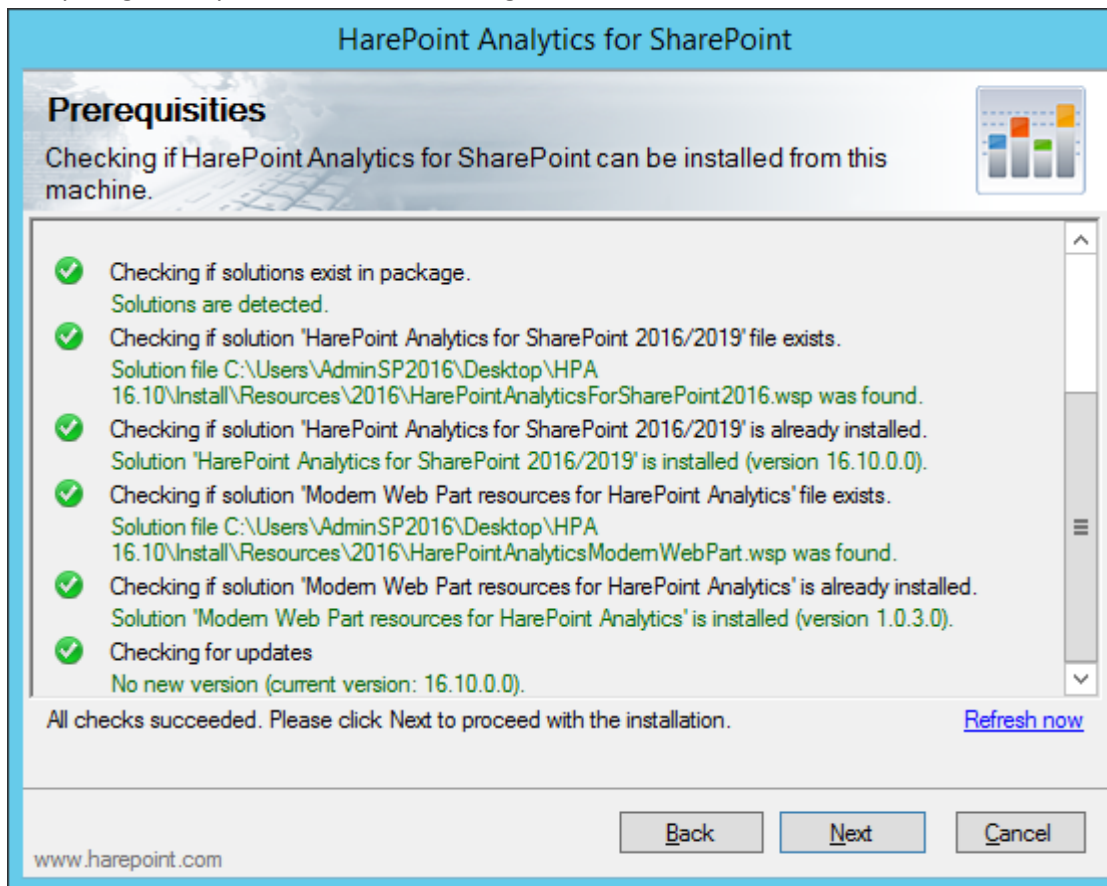 HarePoint Analytics for SharePoint
Prerequisities
Checking if HarePoint Analytics for SharePoint can be installed from this
machine.
Checking if solutions exist in package.
Solutions are detected.
Checking if solution 'HarePoint Analytics for SharePoint 2016/2019' file exists.
Solution file C:\Users\AdminSP2016\Desktop\HPA
16.10\Install\Resources\2016\HarePointAnalyticsForSharePoint2016.wsp was found.
Checking if solution 'HarePoint Analytics for SharePoint 2016/2019' is already installed.
Solution 'HarePoint Analytics for SharePoint 2016/2019' is installed (version 16.10.0.0).
Checking if solution 'Modern Web Part resources for HarePoint Analytics' file exists.
Solution file C:\Users\AdminSP2016\Desktop\HPA
16.10\Install\Resources\2016\HarePointAnalyticsModernWebPart.wsp was found.
Checking if solution 'Modern Web Part resources for HarePoint Analytics' is already installed.
Solution 'Modern Web Part resources for HarePoint Analytics' is installed (version 1.0.3.0).
Checking for updates
No new version (current version: 16.10.0.0).
All checks succeeded. Please click Next to proceed with the installation.
Refresh now
Back
Next
Cancel
www.harepoint.com